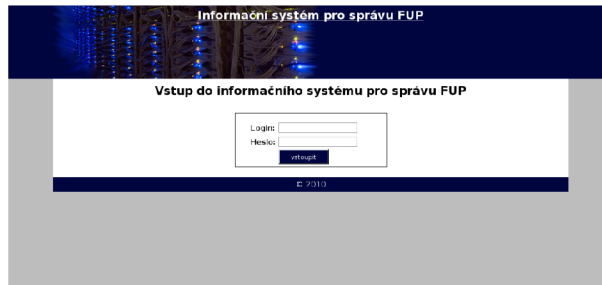 Informační systém pro správu FUP
Vstup do informačního systému pro správu FUP
Login:
Heslo:
vstoupit
© 2010